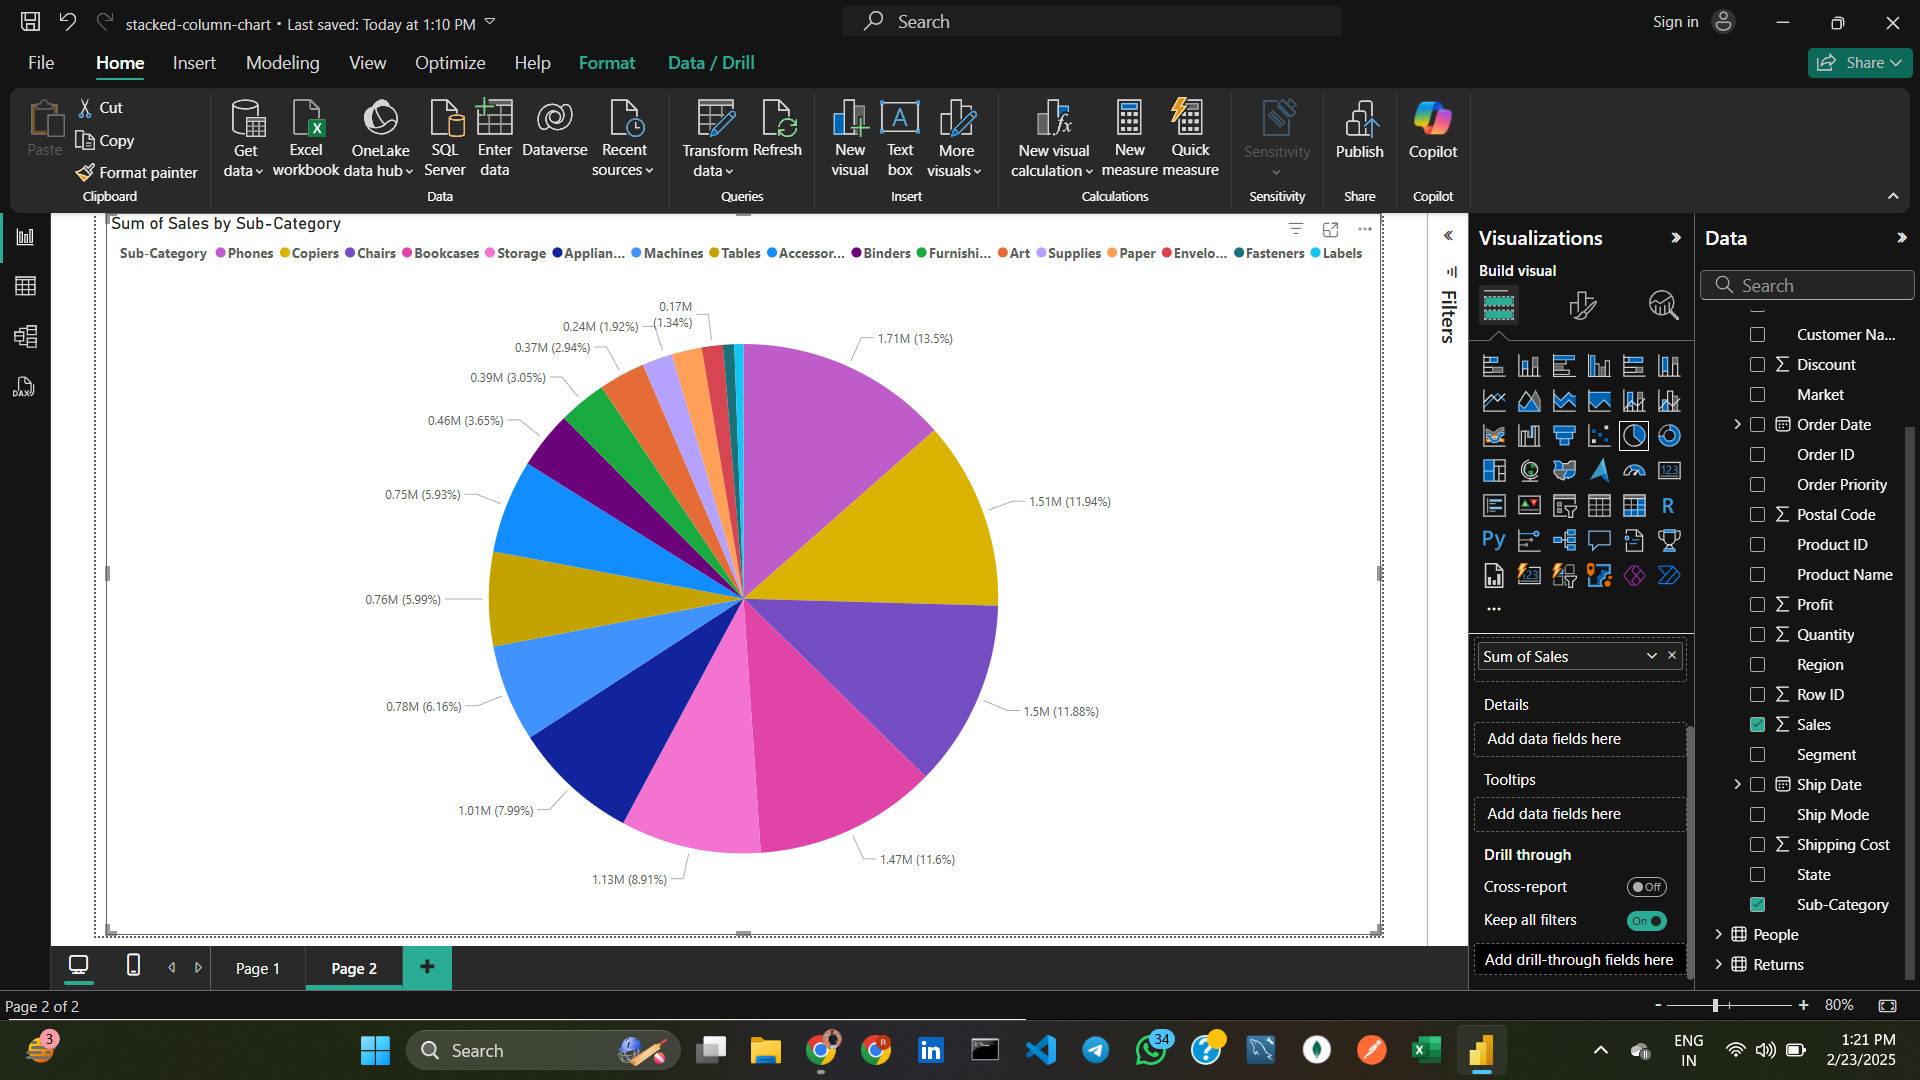 stacked-column-chart • Last saved: Today at 1:10 PM
Search
Sign in
File
Home
Insert
Modeling
View
Optimize
Help
Format
Data / Drill
Share
Paste
Cut
Copy
Format painter
Clipboard
Get data
Excel workbook
OneLake data hub
SQL Server
Enter data
Dataverse
Recent sources
Data
Transform data
Refresh
Queries
New visual
Text box
More visuals
Insert
New visual calculation
New measure
Quick measure
Calculations
Sensitivity
Sensitivity
Publish
Share
Copilot
Copilot
Sum of Sales by Sub-Category
Sub-Category Phones Copiers Chairs Bookcases Storage Applian... Machines Tables Accessor... Binders Furnishi... Art Supplies Paper Envelo... Fasteners Labels
0.17M
(1.34%)
0.24M (1.92%)
0.37M (2.94%)
0.39M (3.05%)
0.46M (3.65%)
0.75M (5.93%)
0.76M (5.99%)
0.78M (6.16%)
1.01M (7.99%)
1.13M (8.91%)
1.47M (11.6%)
1.5M (11.88%)
1.51M (11.94%)
1.71M (13.5%)
Filters
Visualizations
Build visual
123
R
Py
123
Sum of Sales
Details
Add data fields here
Tooltips
Add data fields here
Drill through
Cross-report
Off
Keep all filters
On
Add drill-through fields here
Data
Search
Customer Na...
Discount
Market
Order Date
Order ID
Order Priority
Postal Code
Product ID
Product Name
Profit
Quantity
Region
Row ID
Sales
Segment
Ship Date
Ship Mode
Shipping Cost
State
Sub-Category
People
Returns
DAX
Page 1
Page 2
Page 2 of 2
80%
3
Search
R
34
ENG
IN
1:21 PM
2/23/2025